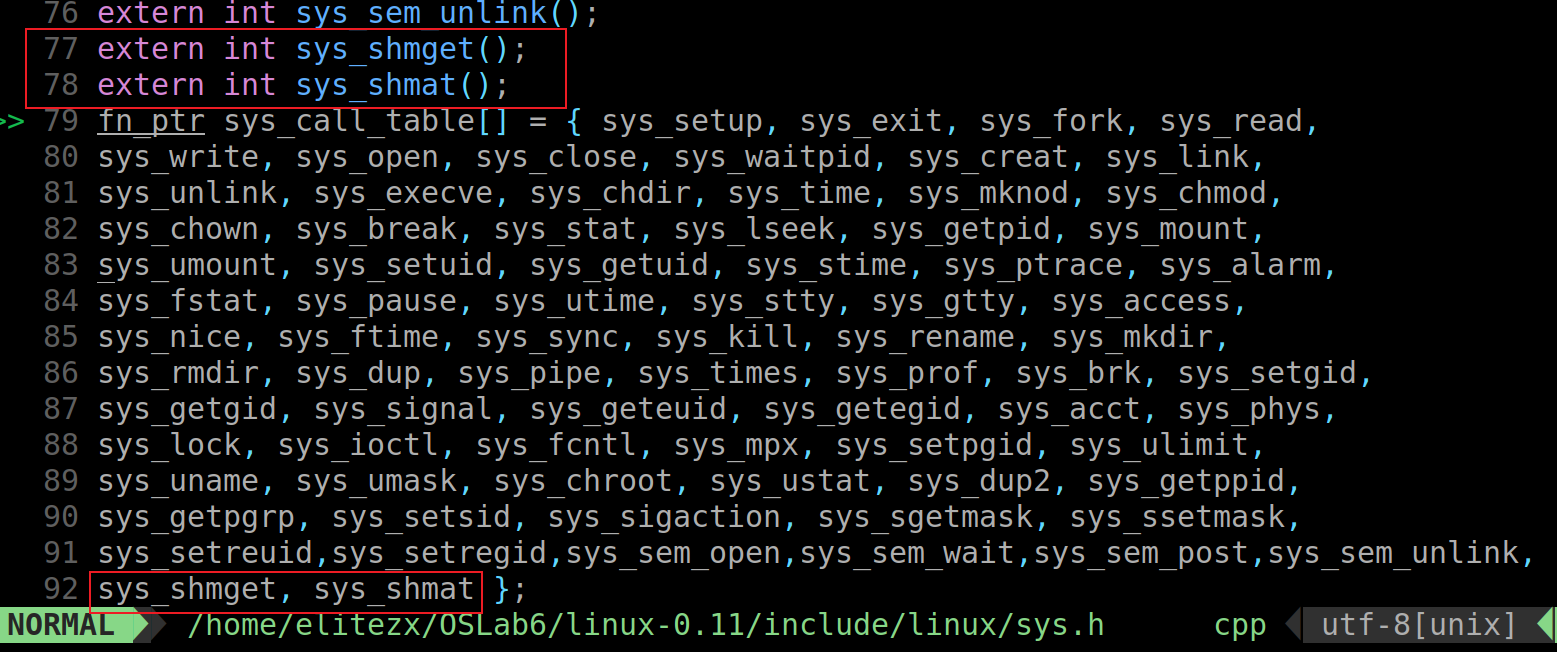 76 extern int sys_sem_unlink();
77 extern int sys_shmget();
78 extern int sys_shmat();
>> 79 fn_ptr sys_call_table[] = { sys_setup, sys_exit, sys_fork, sys_read,
80 sys_write, sys_open, sys_close, sys_waitpid, sys_creat, sys_link,
81 sys_unlink, sys_execve, sys_chdir, sys_time, sys_mknod, sys_chmod,
82 sys_chown, sys_break, sys_stat, sys_lseek, sys_getpid, sys_mount,
83 sys_umount, sys_setuid, sys_getuid, sys_stime, sys_ptrace, sys_alarm,
84 sys_fstat, sys_pause, sys_utime, sys_stty, sys_gtty, sys_access,
85 sys_nice, sys_ftime, sys_sync, sys_kill, sys_rename, sys_mkdir,
86 sys_rmdir, sys_dup, sys_pipe, sys_times, sys_prof, sys_brk, sys_setgid,
87 sys_getgid, sys_signal, sys_geteuid, sys_getegid, sys_acct, sys_phys,
88 sys_lock, sys_ioctl, sys_fcntl, sys_mpx, sys_setpgid, sys_ulimit,
89 sys_uname, sys_umask, sys_chroot, sys_ustat, sys_dup2, sys_getppid,
90 sys_getpgrp, sys_setsid, sys_sigaction, sys_sgetmask, sys_ssetmask,
91 sys_setreuid,sys_setregid,sys_sem_open,sys_sem_wait,sys_sem_post,sys_sem_unlink,
92 sys_shmget, sys_shmat };
NORMAL /home/elitezx/OSLab6/linux-0.11/include/linux/sys.h cpp utf-8[unix]